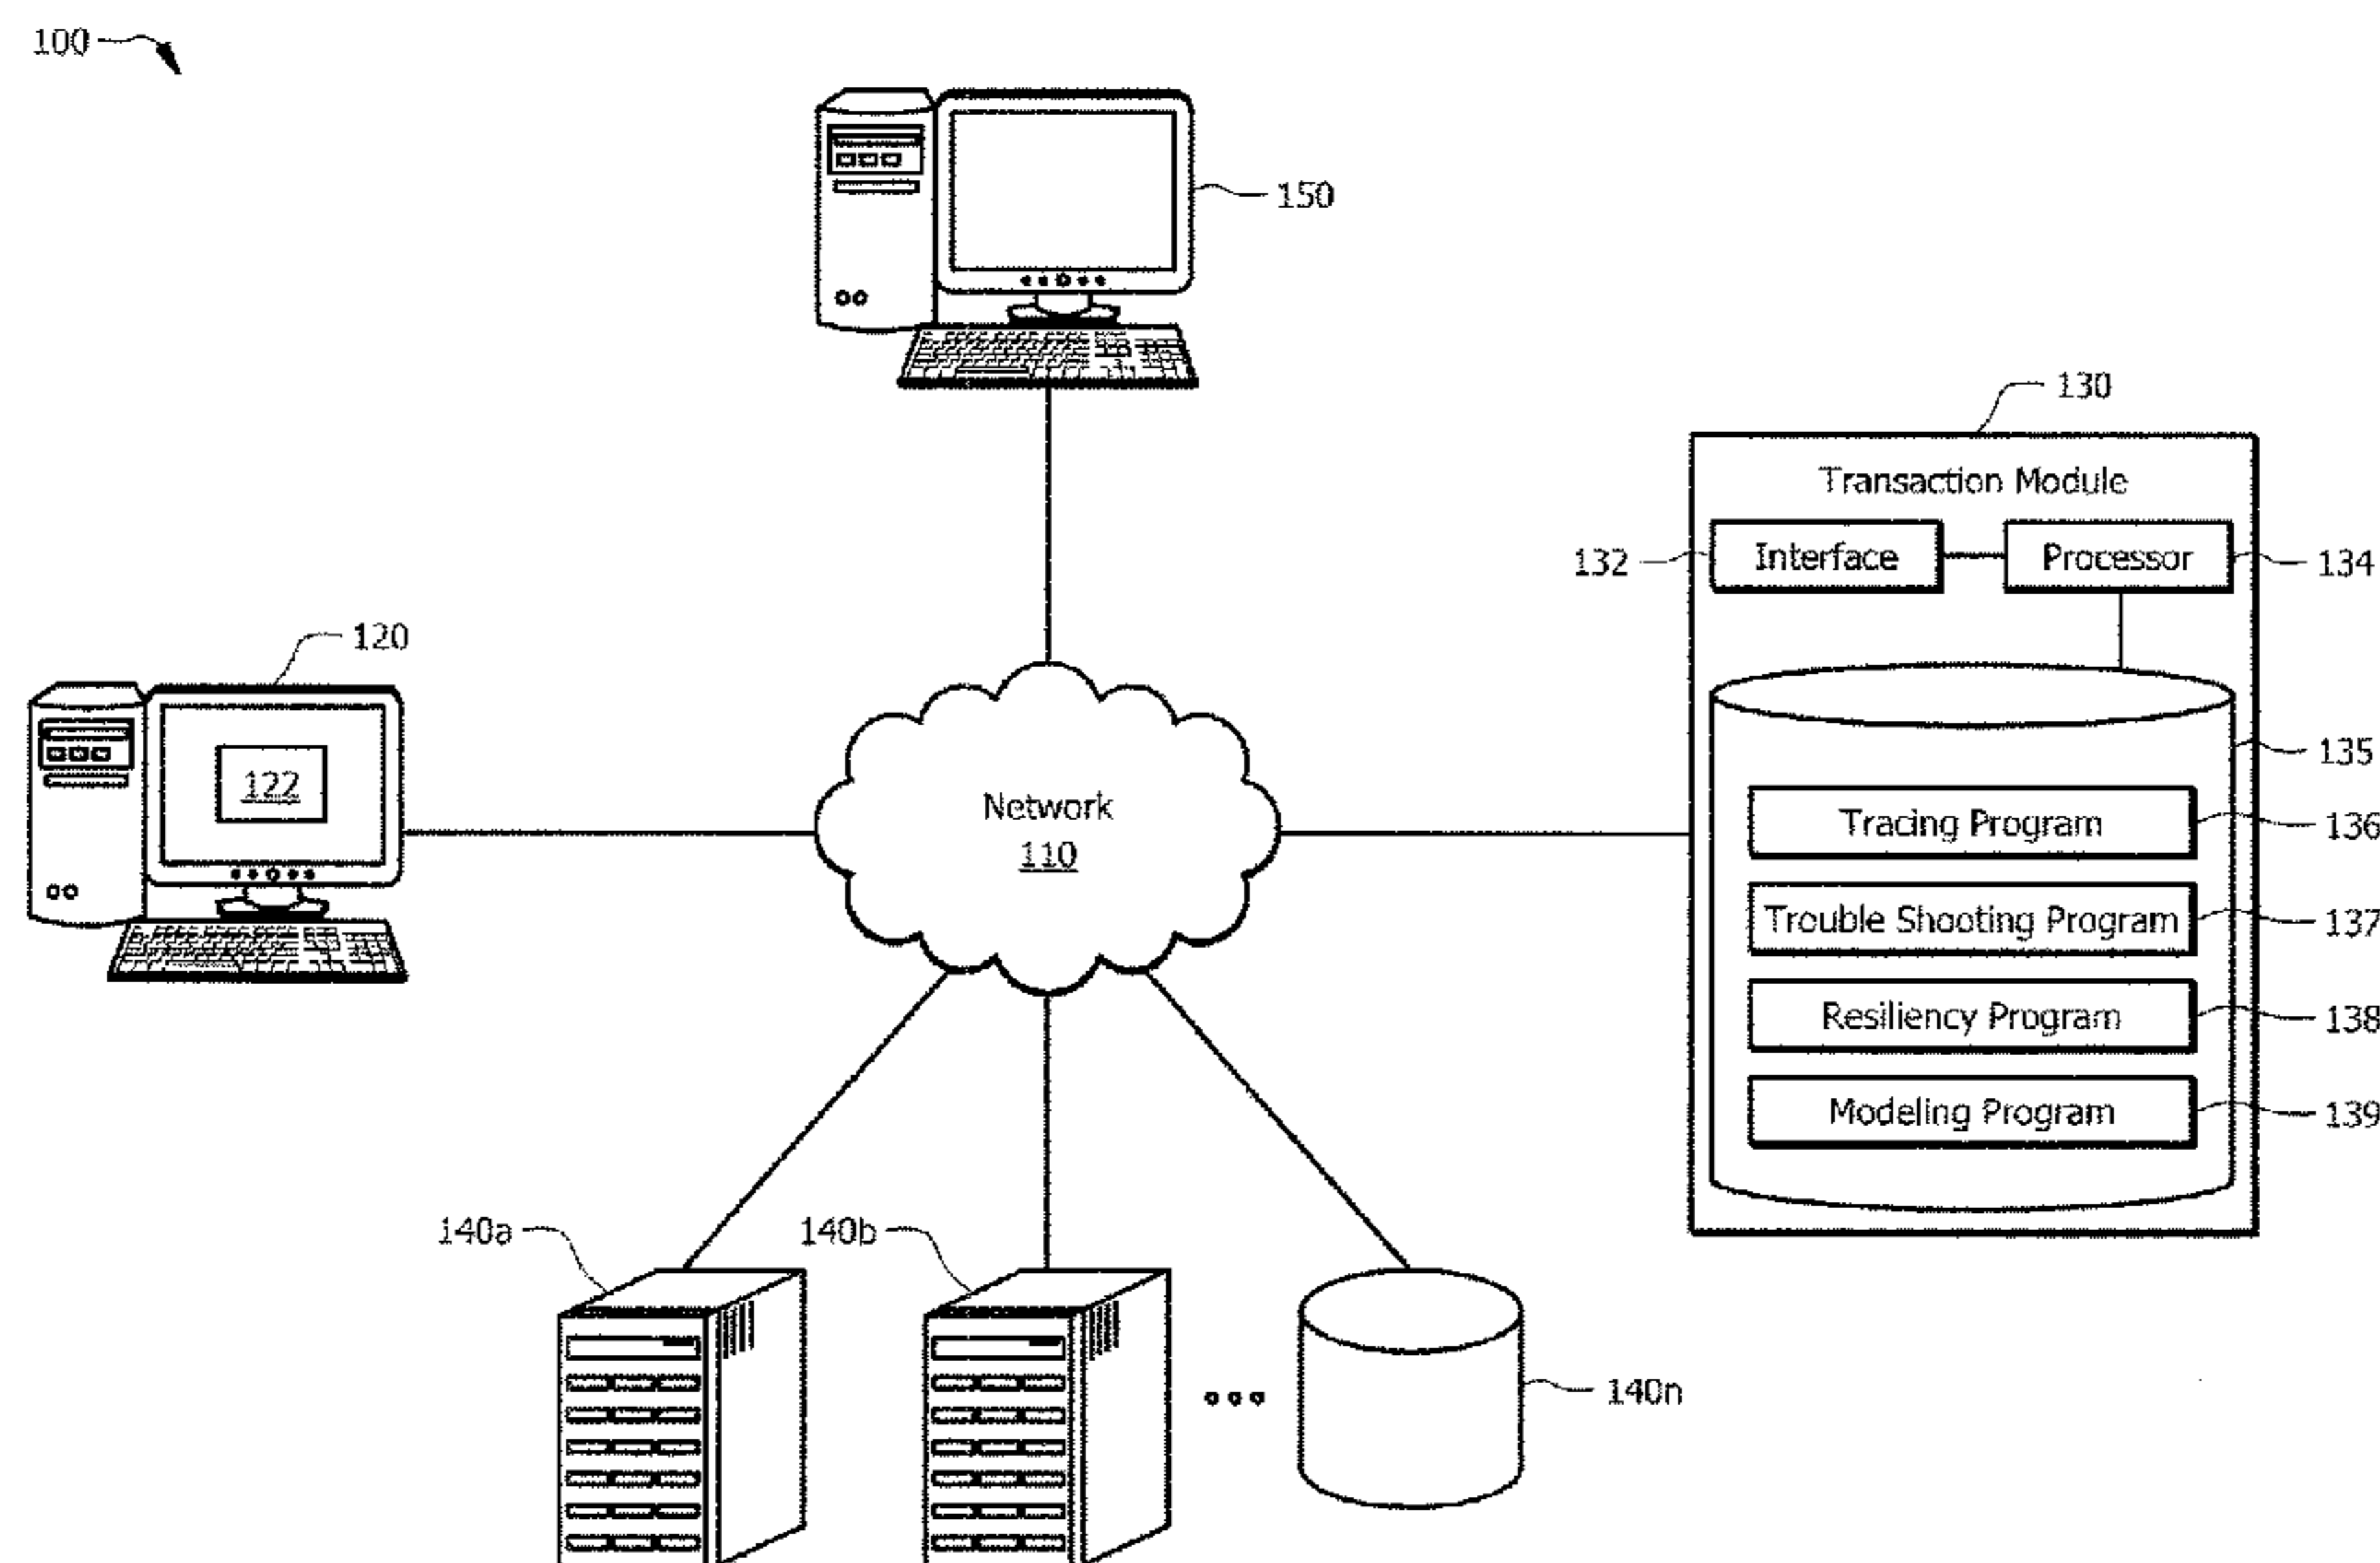 100
150
130
Transaction Module
132
Interface
Processor
134
120
122
135
Network
110
Tracing Program
136
Trouble Shooting Program
137
Resiliency Program
138
Modeling Program
139
140a
140b
140n